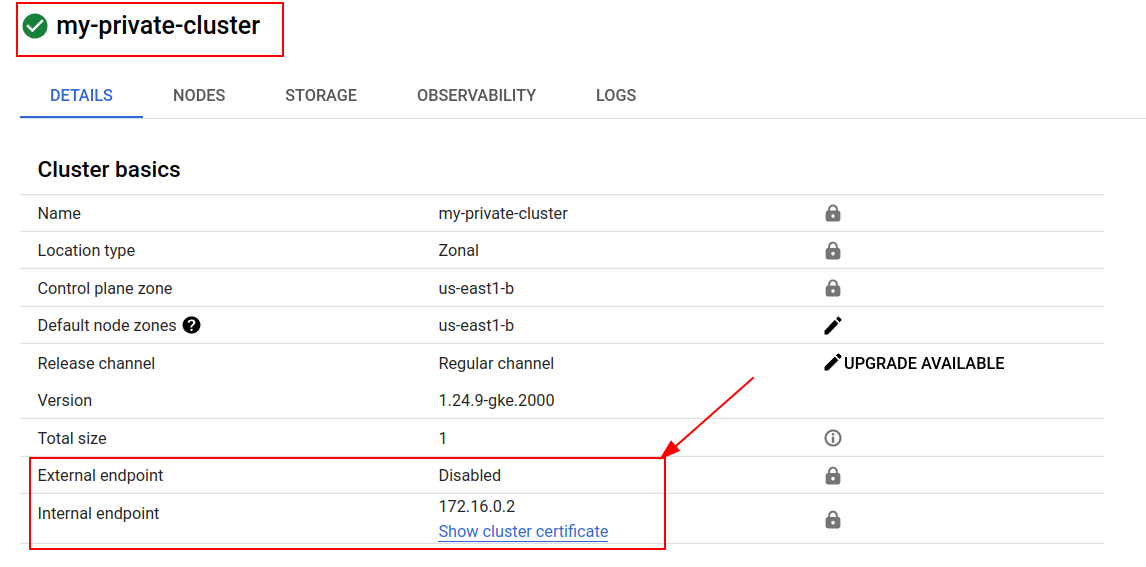 my-private-cluster
DETAILS NODES STORAGE OBSERVABILITY LOGS
Cluster basics
Name my-private-cluster
Location type Zonal
Control plane zone us-east1-b
Default node zones ? us-east1-b
Release channel Regular channel UPGRADE AVAILABLE
Version 1.24.9-gke.2000
Total size 1
External endpoint Disabled
Internal endpoint 172.16.0.2
Show cluster certificate